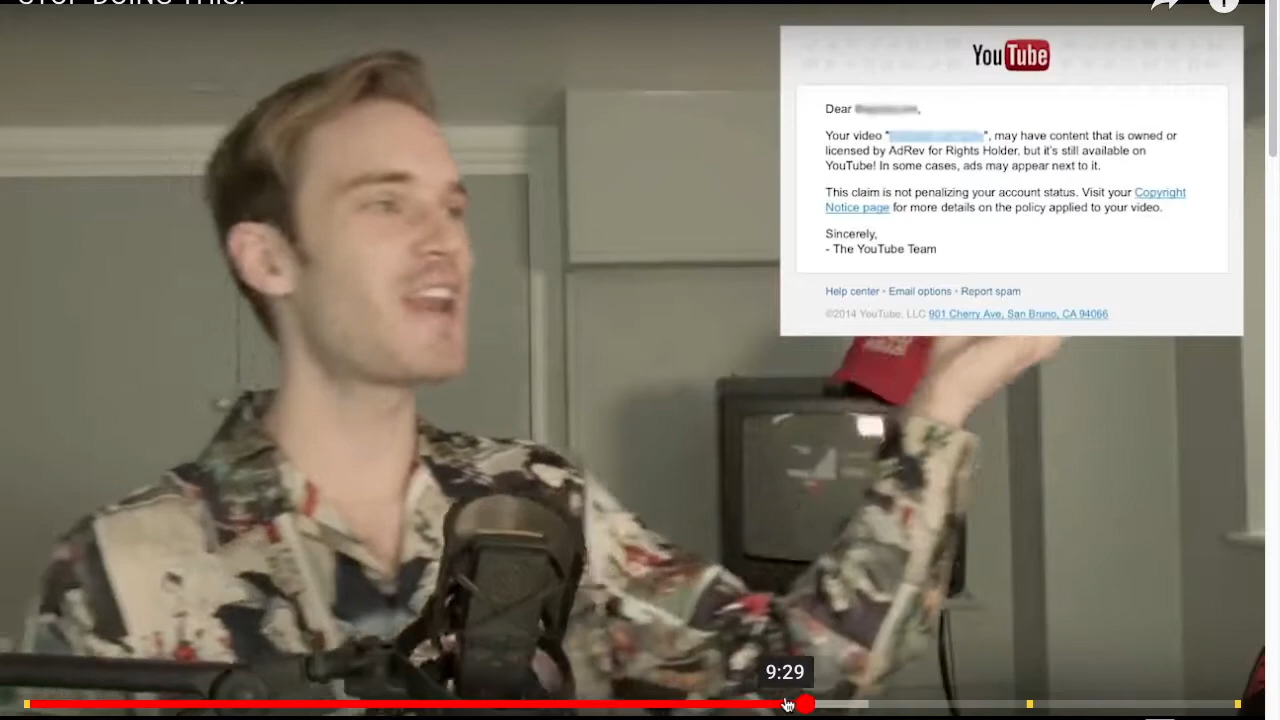 STOP DOING THIS.
YouTube
Dear
Your video "
", may have content that is owned or
licensed by AdRev for Rights Holder, but it's still available on
YouTube! In some cases, ads may appear next to it.
This claim is not penalizing your account status. Visit your Copyright
Notice page for more details on the policy applied to your video.
Sincerely,
- The YouTube Team
Help center • Email options • Report spam
©2014 YouTube, LLC 901 Cherry Ave, San Bruno, CA 94066
9:29